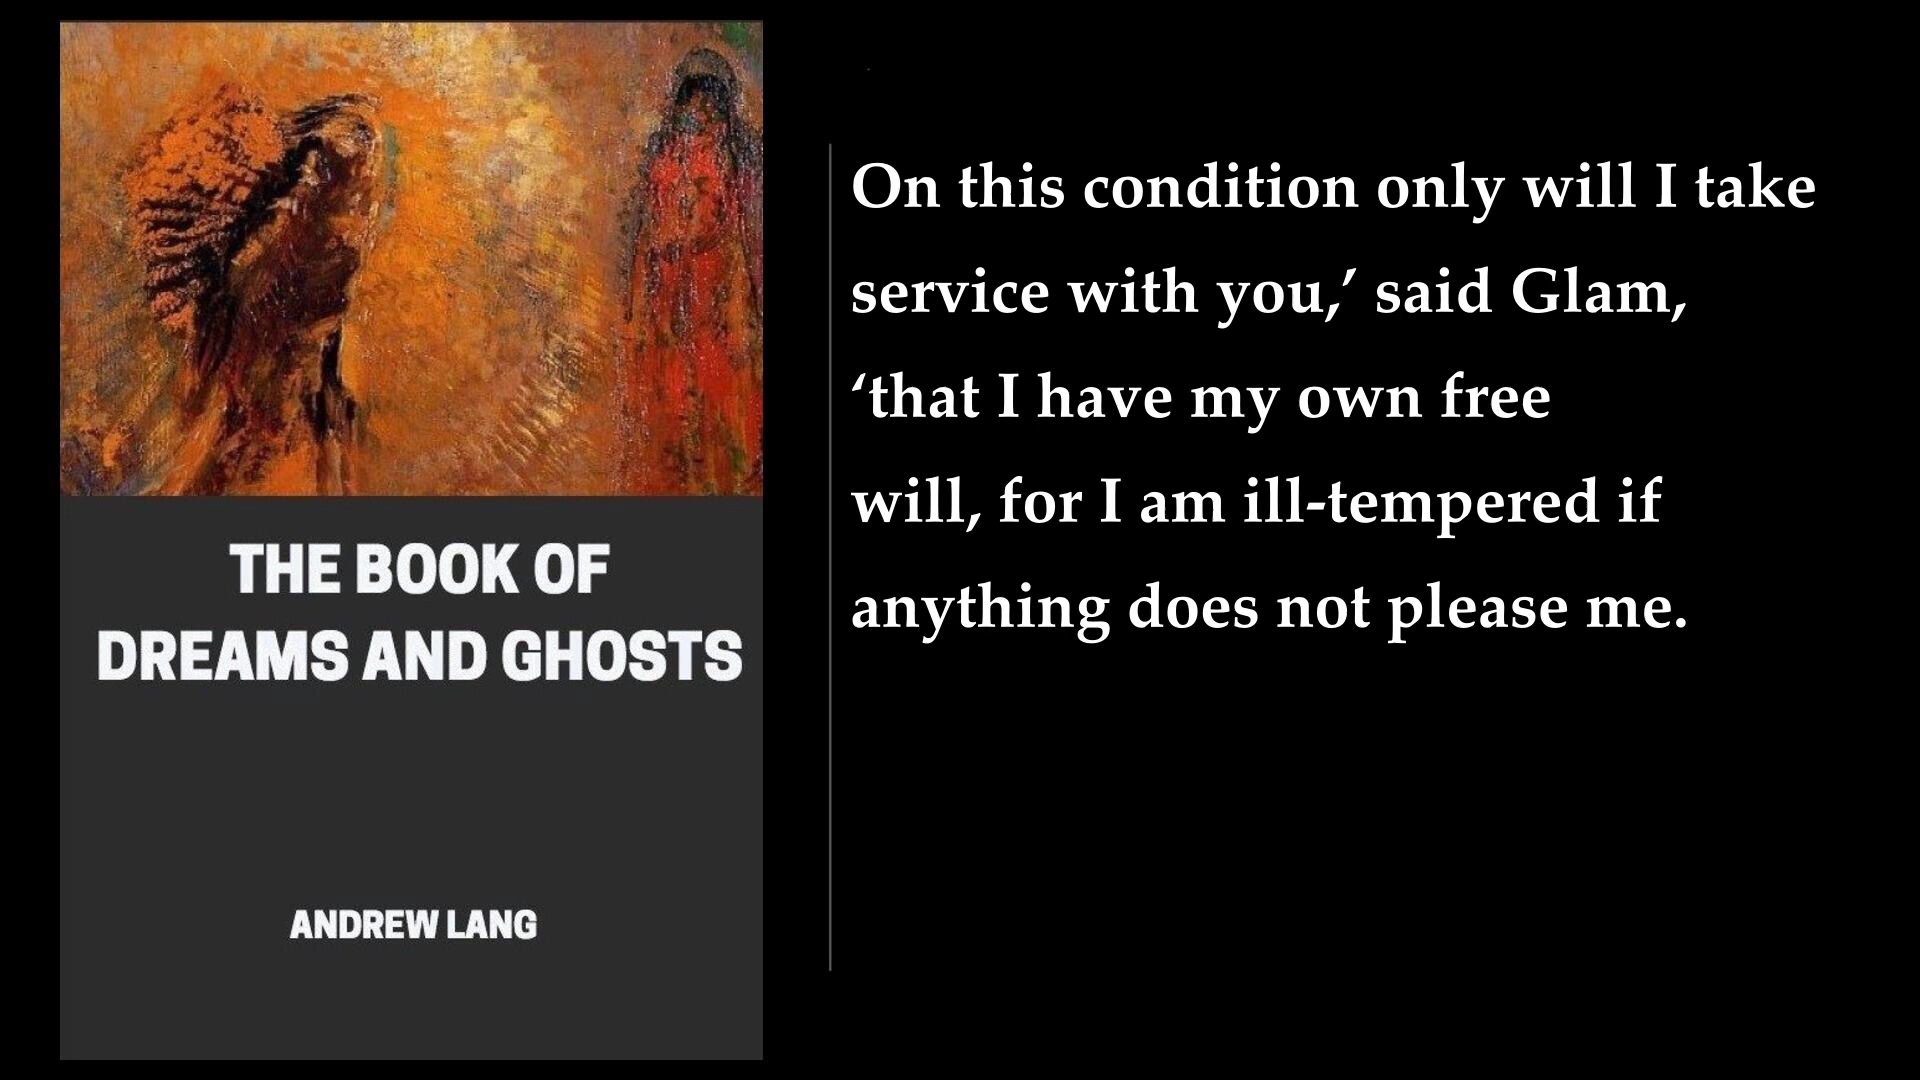 THE BOOK OF
DREAMS AND GHOSTS
ANDREW LANG
On this condition only will I take
service with you,’ said Glam,
‘that I have my own free
will, for I am ill-tempered if
anything does not please me.